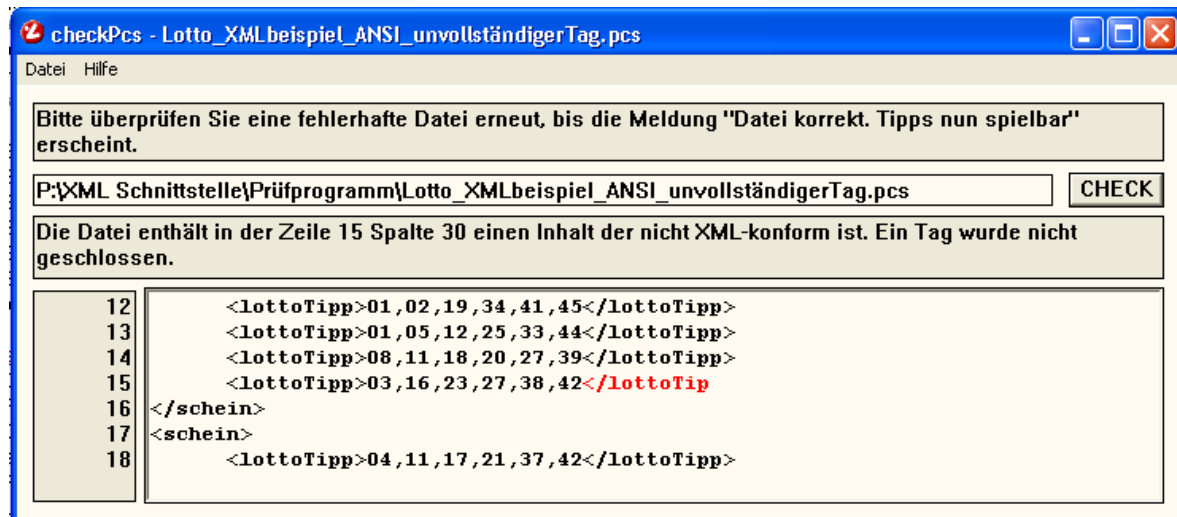 checkPcs - Lotto_XMLbeispiel_ANSI_unvollständigerTag.pcs
Datei Hilfe
Bitte überprüfen Sie eine fehlerhafte Datei erneut, bis die Meldung "Datei korrekt. Tipps nun spielbar"
erscheint.
P:\XML Schnittstelle\Prüfprogramm\Lotto_XMLbeispiel_ANSI_unvollständigerTag.pcs CHECK
Die Datei enthält in der Zeile 15 Spalte 30 einen Inhalt der nicht XML-konform ist. Ein Tag wurde nicht
geschlossen.
12 <lottoTipp>01,02,19,34,41,45</lottoTipp>
13 <lottoTipp>01,05,12,25,33,44</lottoTipp>
14 <lottoTipp>08,11,18,20,27,39</lottoTipp>
15 <lottoTipp>03,16,23,27,38,42</lottoTip
16 </schein>
17 <schein>
18 <lottoTipp>04,11,17,21,37,42</lottoTipp>